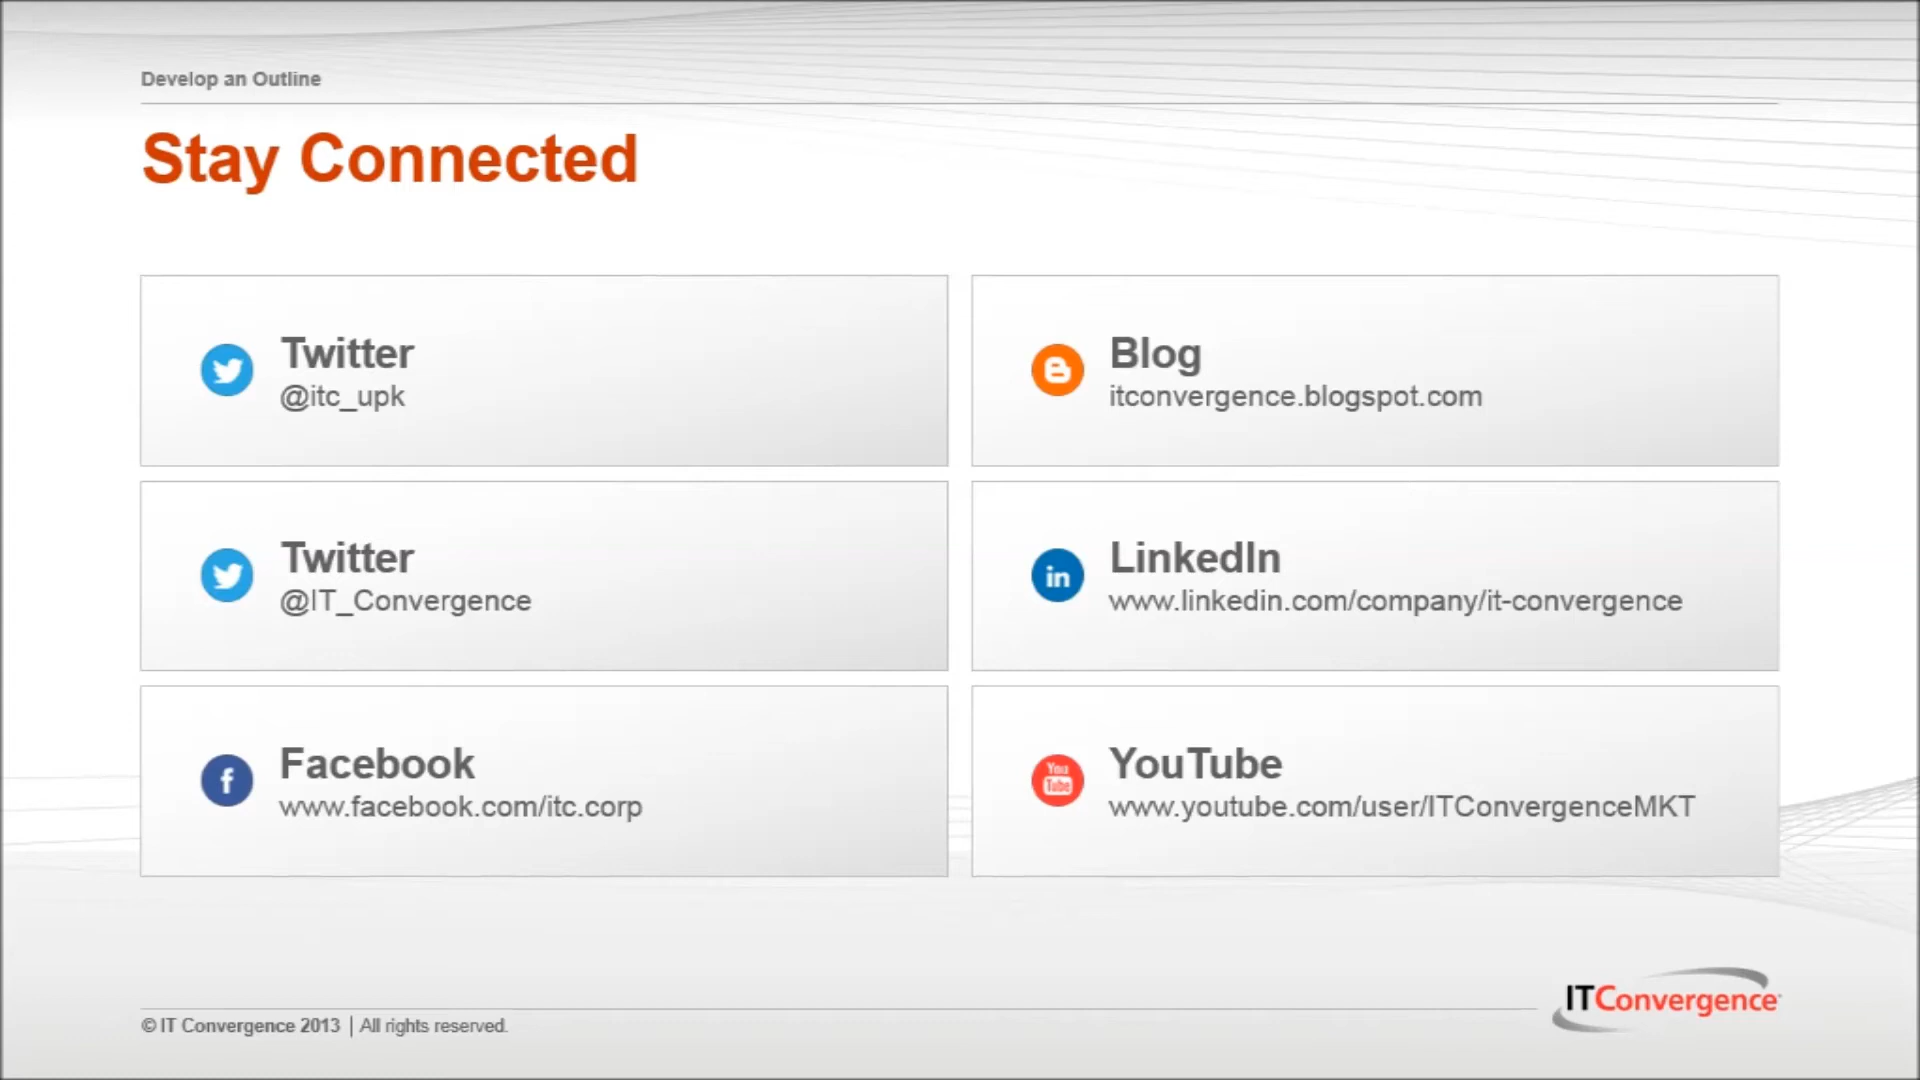 Develop an Outline
Stay Connected
Twitter
@itc_upk
Blog
itconvergence.blogspot.com
Twitter
@IT_Convergence
LinkedIn
www.linkedin.com/company/it-convergence
Facebook
www.facebook.com/itc.corp
You
Tube
YouTube
www.youtube.com/user/ITConvergenceMKT
© IT Convergence 2013 | All rights reserved.
ITConvergence